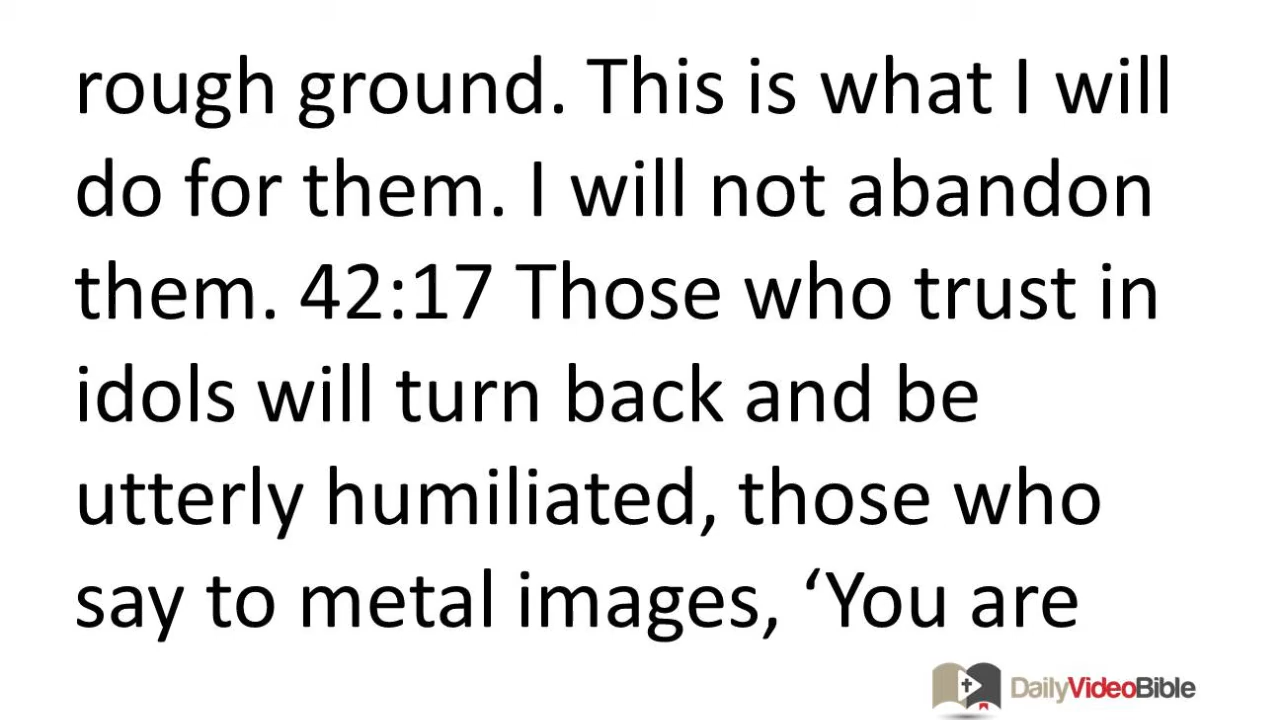 rough ground. This is what I will
do for them. I will not abandon
them. 42:17 Those who trust in
idols will turn back and be
utterly humiliated, those who
say to metal images, ‘You are
DailyVideoBible